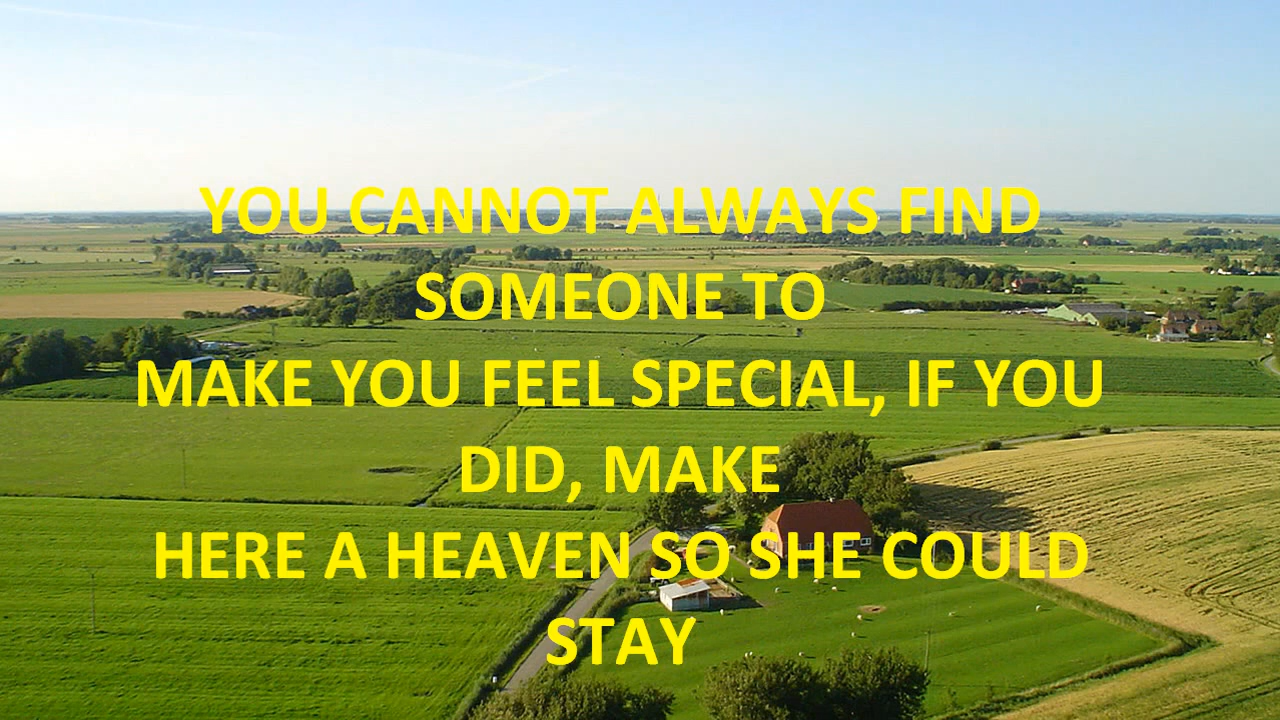 YOU CANNOT ALWAYS FIND
SOMEONE TO
MAKE YOU FEEL SPECIAL, IF YOU
DID, MAKE
HERE A HEAVEN SO SHE COULD
STAY